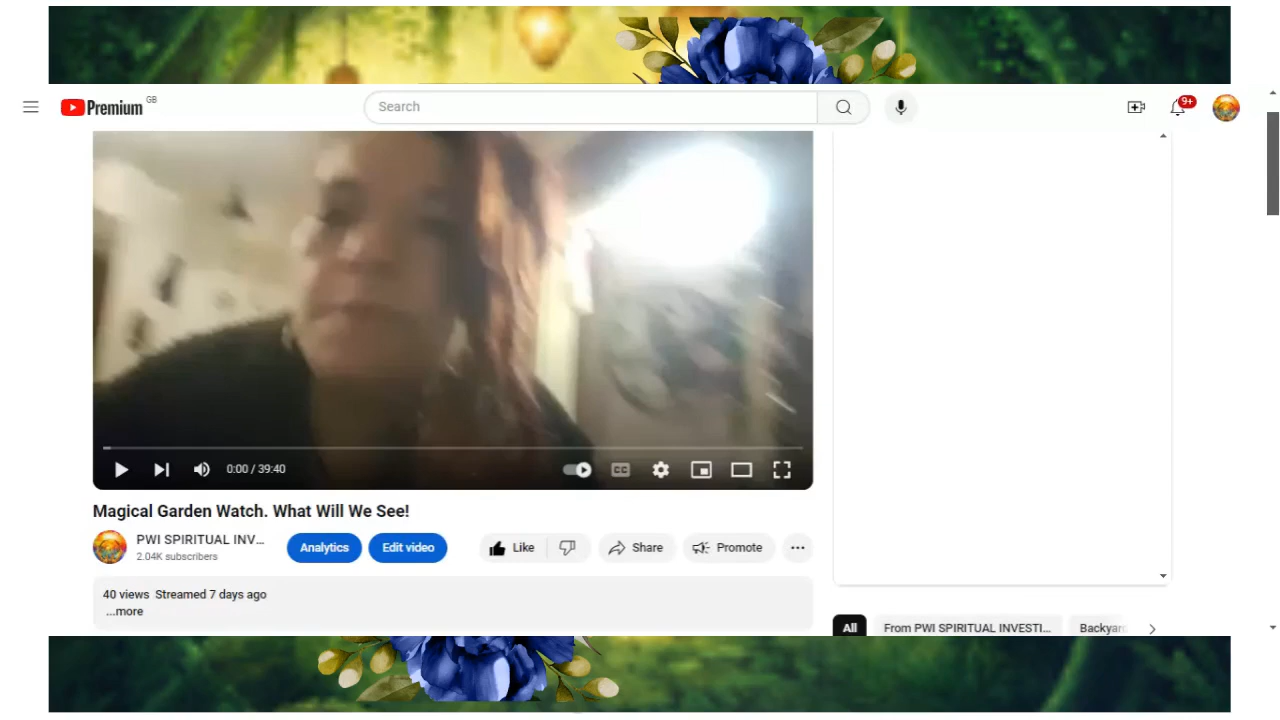 Premium GB
Search
9+
0:00 / 39:40
CC
Magical Garden Watch. What Will We See!
PWI SPIRITUAL INV...
2.04K subscribers
Analytics
Edit video
Like
Share
Promote
40 views Streamed 7 days ago
...more
All
From PWI SPIRITUAL INVESTI...
Backyar